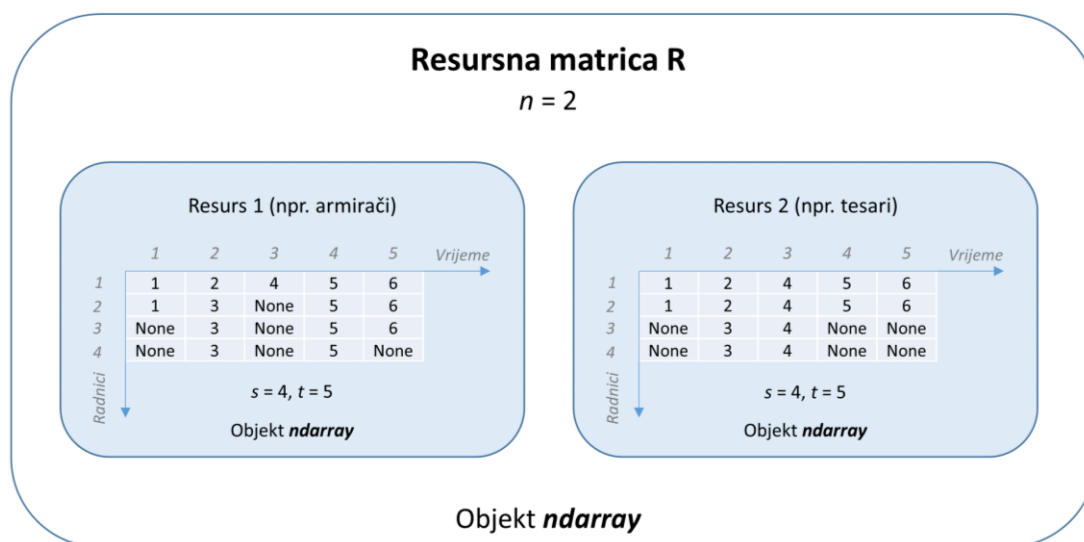 Resursna matrica R
n = 2
Resurs 1 (npr. armirači)
1 2 3 4 5 Vrijeme
1 1 2 4 5 6
2 1 3 None 5 6
3 None 3 None 5 6
4 None 3 None 5 None
Radnici
s = 4, t = 5
Objekt ndarray
Resurs 2 (npr. tesari)
1 2 3 4 5 Vrijeme
1 1 2 4 5 6
2 1 2 4 5 6
3 None 3 4 None None
4 None 3 4 None None
Radnici
s = 4, t = 5
Objekt ndarray
Objekt ndarray